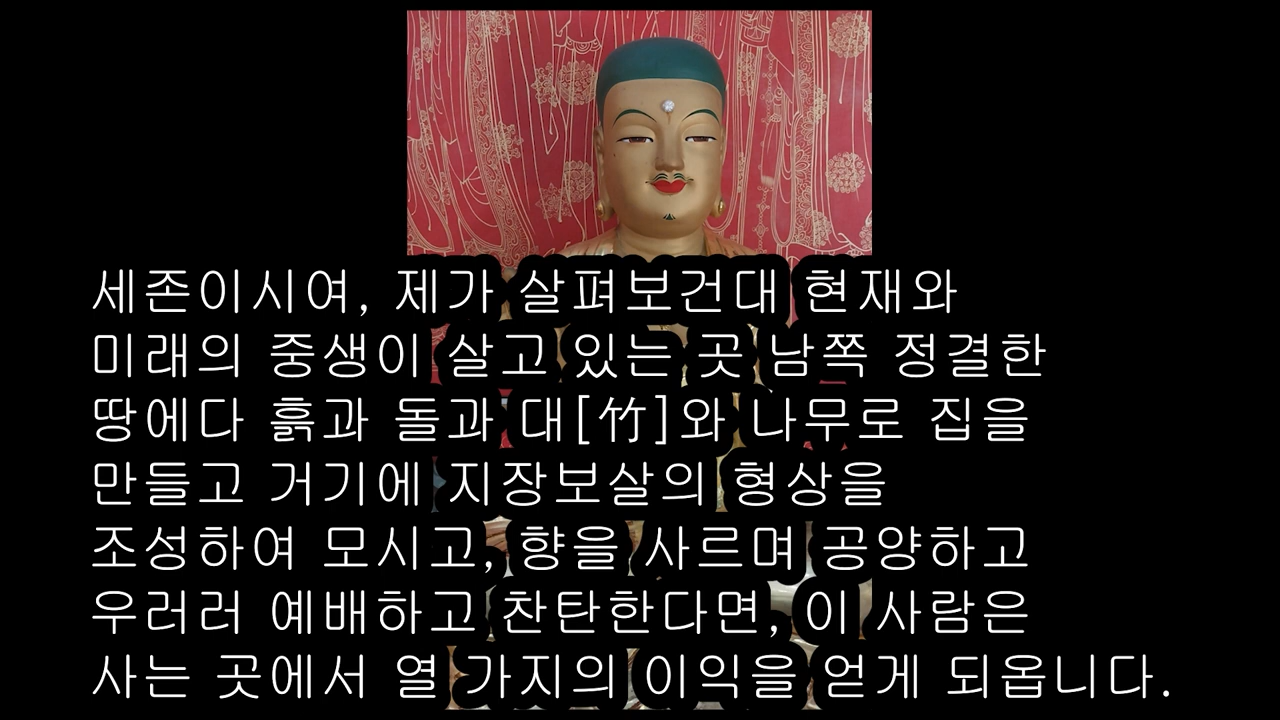 세존이시여, 제가 살펴보건대 현재와
미래의 중생이 살고 있는 곳 남쪽 정결한
땅에다 흙과 돌과 대[竹]와 나무로 집을
만들고 거기에 지장보살의 형상을
조성하여 모시고, 향을 사르며 공양하고
우러러 예배하고 찬탄한다면, 이 사람은
사는 곳에서 열 가지의 이익을 얻게 되옵니다.